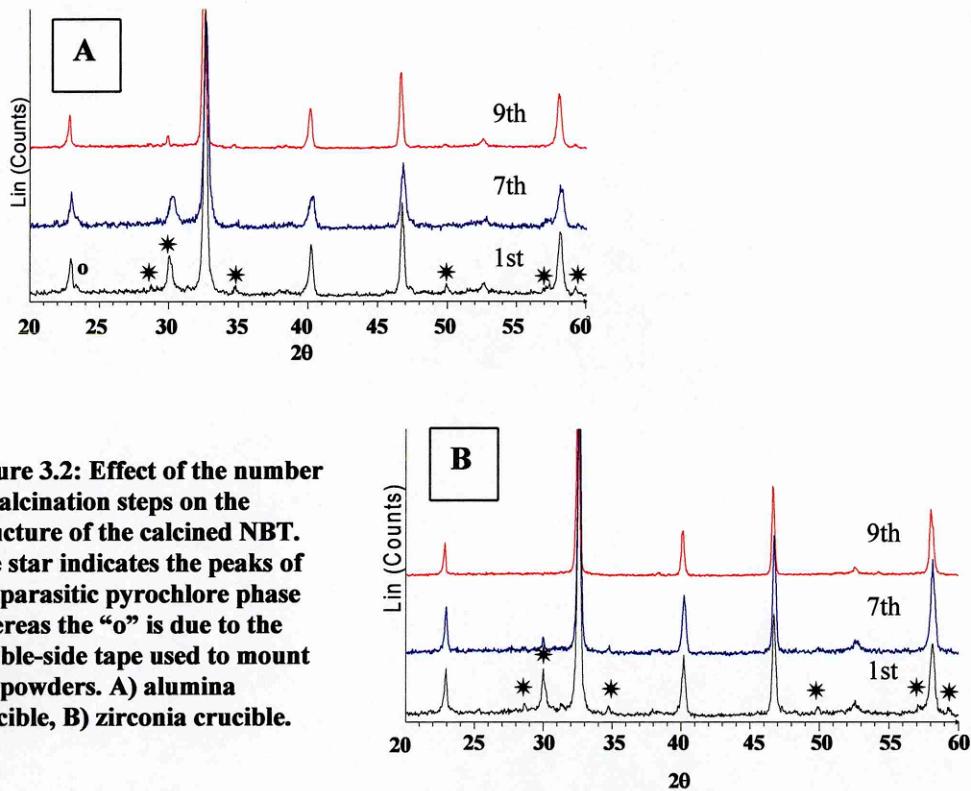 A
Lin (Counts)
9th
7th
1st
o
20 25 30 35 40 45 50 55 60
2θ
ure 3.2: Effect of the number
alcination steps on the
ucture of the calcined NBT.
e star indicates the peaks of
parasitic pyrochlore phase
ereas the “o” is due to the
ble-side tape used to mount
powders. A) alumina
cible, B) zirconia crucible.
B
Lin (Counts)
9th
7th
1st
20 25 30 35 40 45 50 55 60
2θ